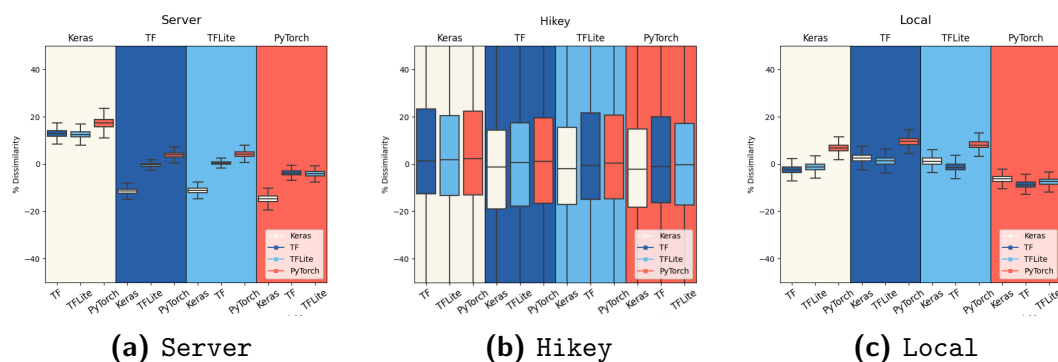 Server
Keras TF TFLite PyTorch
% Dissimilarity
40
20
0
−20
−40
Keras
TF
TFLite
PyTorch
TF TFLite PyTorch Keras TFLite PyTorch Keras TF PyTorch Keras TF TFLite
(a) Server
Hikey
Keras TF TFLite PyTorch
% Dissimilarity
40
20
0
−20
−40
Keras
TF
TFLite
PyTorch
TF TFLite PyTorch Keras TFLite PyTorch Keras TF PyTorch Keras TF TFLite
(b) Hikey
Local
Keras TF TFLite PyTorch
% Dissimilarity
40
20
0
−20
−40
Keras
TF
TFLite
PyTorch
TF TFLite PyTorch Keras TFLite PyTorch Keras TF PyTorch Keras TF TFLite
(c) Local